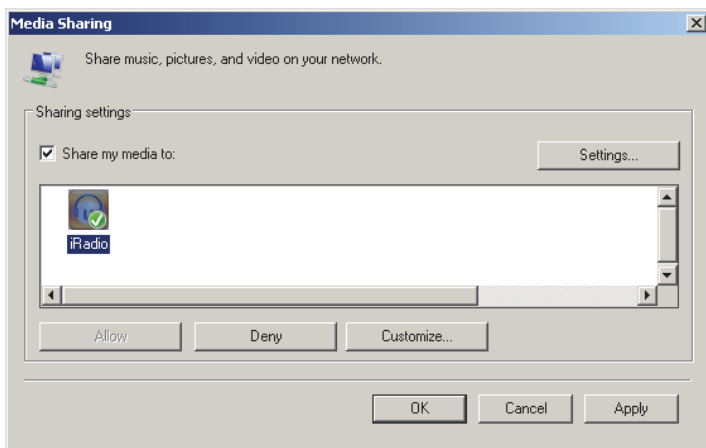 Media Sharing
Share music, pictures, and video on your network.
Sharing settings
Share my media to:
Settings...
iRadio
Allow
Deny
Customize...
OK
Cancel
Apply